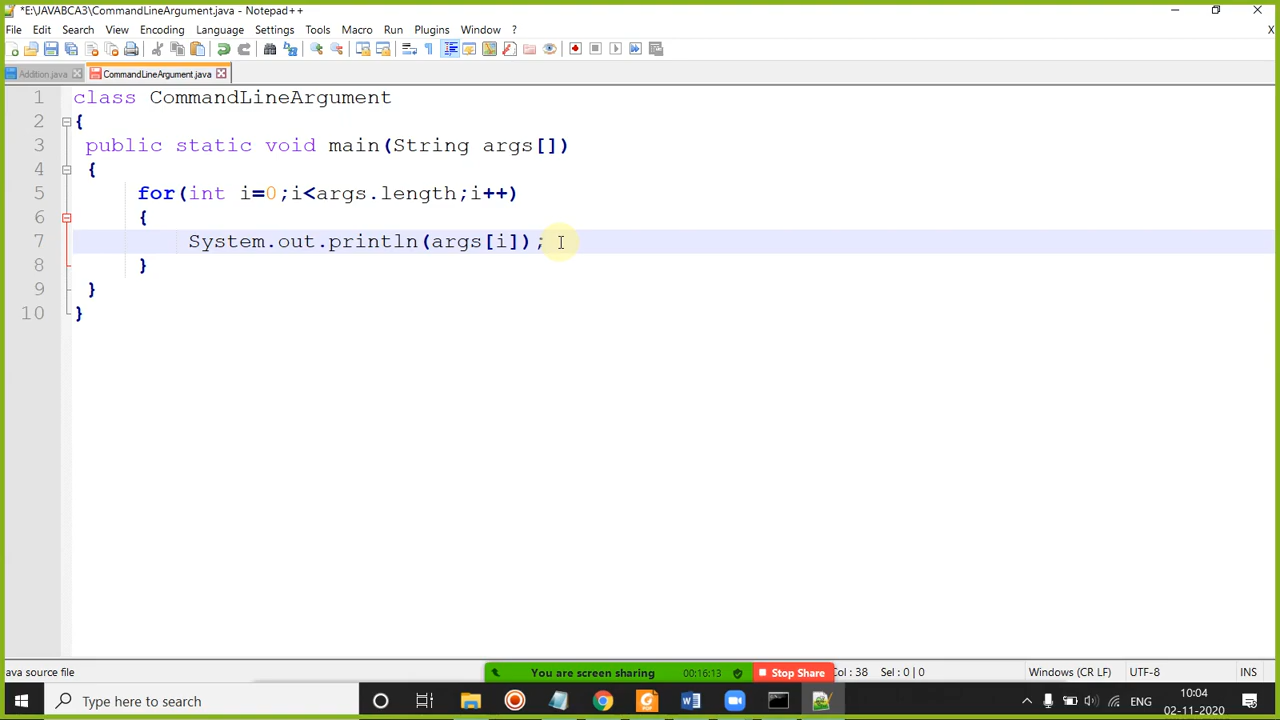 *E:\JAVABCA3\CommandLineArgument.java - Notepad++
File Edit Search View Encoding Language Settings Tools Macro Run Plugins Window ? X
Addition.java CommandLineArgument.java
1 class CommandLineArgument
2 {
3 public static void main(String args[])
4 {
5 for(int i=0;i<args.length;i++)
6 {
7 System.out.println(args[i]);
8 }
9 }
10 }
ava source file Col : 38 Sel : 0 | 0 Windows (CR LF) UTF-8 INS
You are screen sharing 00:16:13 Stop Share
Type here to search ENG 10:04
02-11-2020